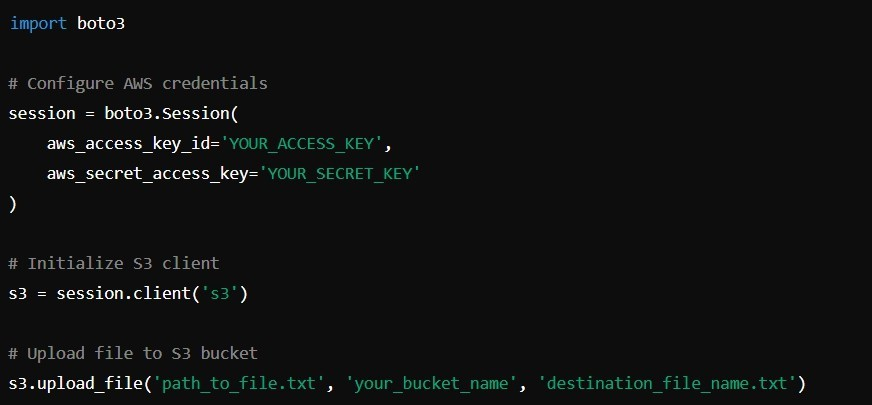 import boto3
# Configure AWS credentials
session = boto3.Session(
    aws_access_key_id='YOUR_ACCESS_KEY',
    aws_secret_access_key='YOUR_SECRET_KEY'
)
# Initialize S3 client
s3 = session.client('s3')
# Upload file to S3 bucket
s3.upload_file('path_to_file.txt', 'your_bucket_name', 'destination_file_name.txt')